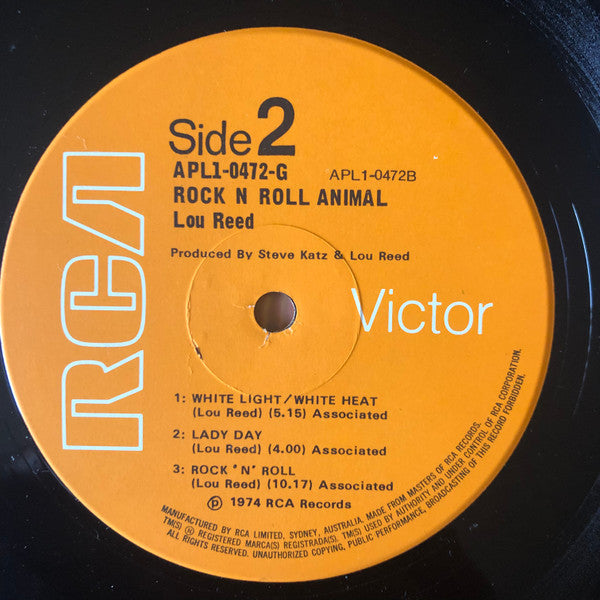 Side 2
APL1-0472-G APL1-0472B
ROCK N ROLL ANIMAL
Lou Reed
Produced By Steve Katz & Lou Reed
RCA
Victor
1: WHITE LIGHT/WHITE HEAT
(Lou Reed) (5.15) Associated
2: LADY DAY
(Lou Reed) (4.00) Associated
3: ROCK 'N' ROLL
(Lou Reed) (10.17) Associated
℗ 1974 RCA Records
MANUFACTURED BY RCA LIMITED, SYDNEY, AUSTRALIA, MADE FROM MASTERS OF RCA RECORDS.
TM(S) ® REGISTERED MARCA(S) REGISTRADA(S). TM(S) USED BY AUTHORITY AND UNDER CONTROL OF RCA CORPORATION.
ALL RIGHTS RESERVED. UNAUTHORIZED COPYING, PUBLIC PERFORMANCE, BROADCASTING OF THIS RECORD FORBIDDEN.